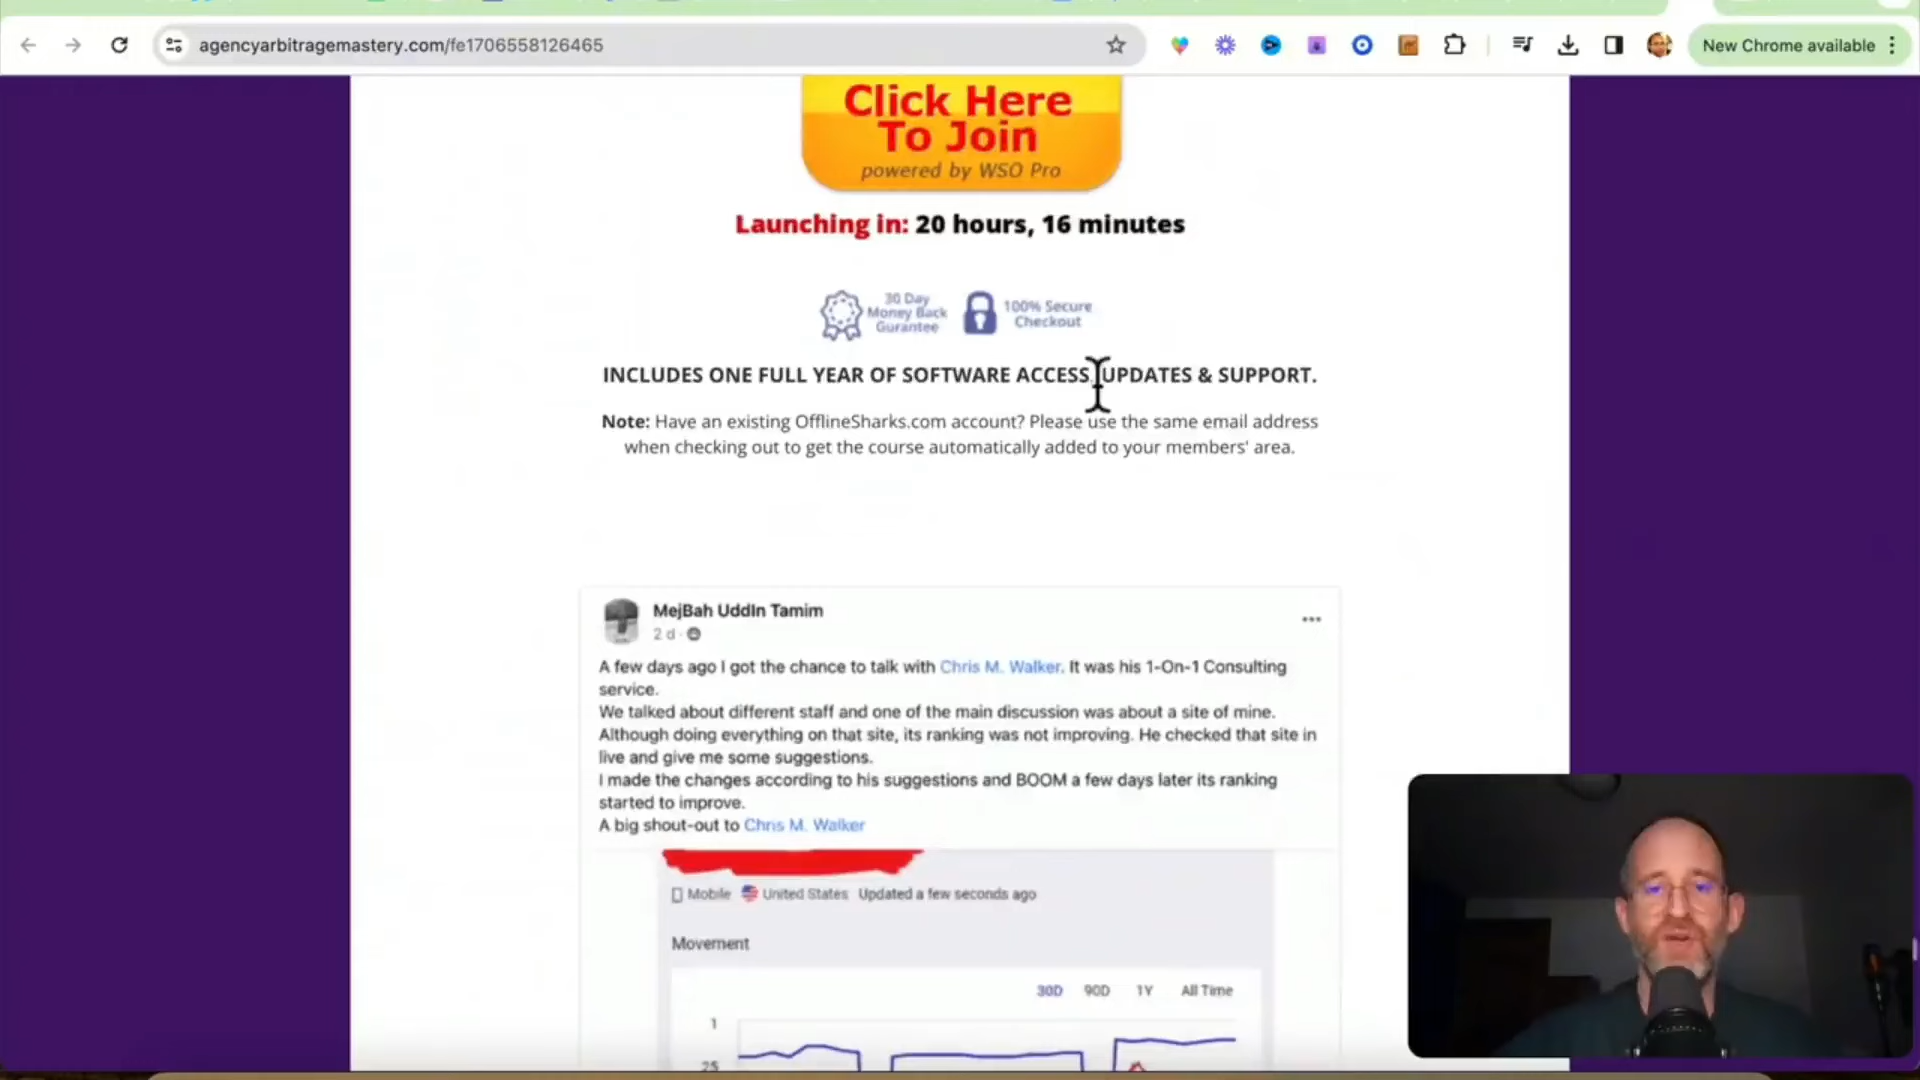 agencyarbitragemastery.com/fe1706558126465
New Chrome available
Click Here
To Join
powered by WSO Pro
Launching in: 20 hours, 16 minutes
30 Day
Money Back
Gurantee
100% Secure
Checkout
INCLUDES ONE FULL YEAR OF SOFTWARE ACCESS, UPDATES & SUPPORT.
Note: Have an existing OfflineSharks.com account? Please use the same email address
when checking out to get the course automatically added to your members' area.
MejBah UddIn Tamim
2 d ·
A few days ago I got the chance to talk with Chris M. Walker. It was his 1-On-1 Consulting
service.
We talked about different staff and one of the main discussion was about a site of mine.
Although doing everything on that site, its ranking was not improving. He checked that site in
live and give me some suggestions.
I made the changes according to his suggestions and BOOM a few days later its ranking
started to improve.
A big shout-out to Chris M. Walker
Mobile United States Updated a few seconds ago
Movement
30D 90D 1Y All Time
1
25